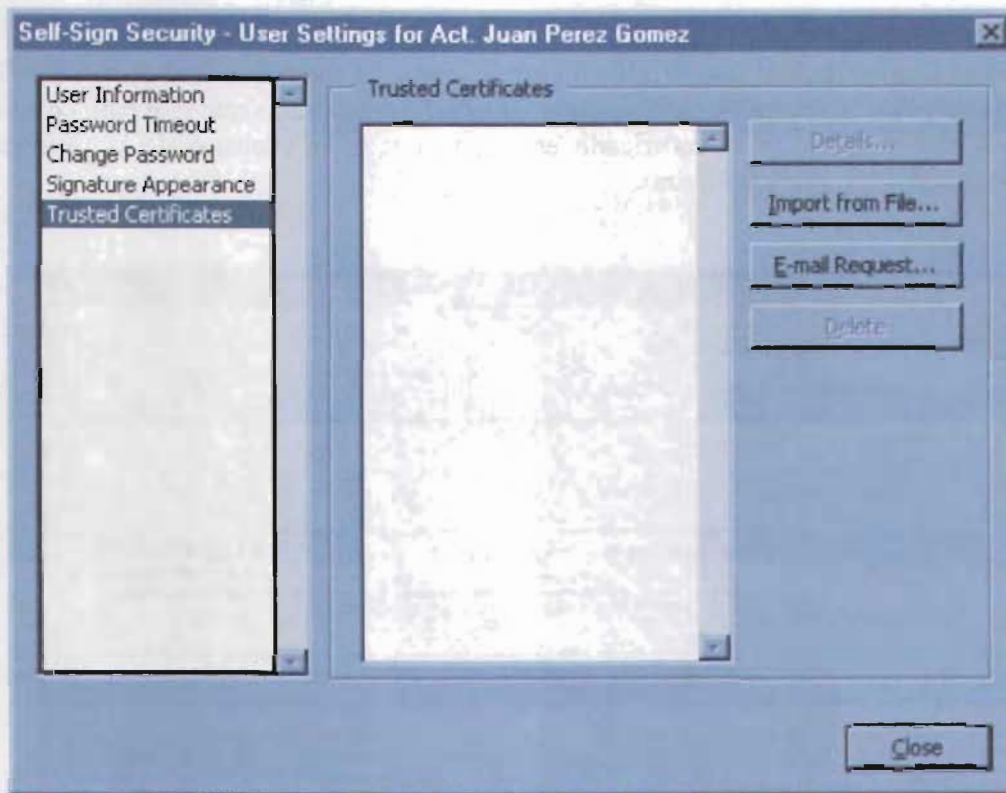 Self-Sign Security - User Settings for Act. Juan Perez Gomez
User Information
Password Timeout
Change Password
Signature Appearance
Trusted Certificates
Trusted Certificates
Details...
Import from File...
E-mail Request...
Delete
Close